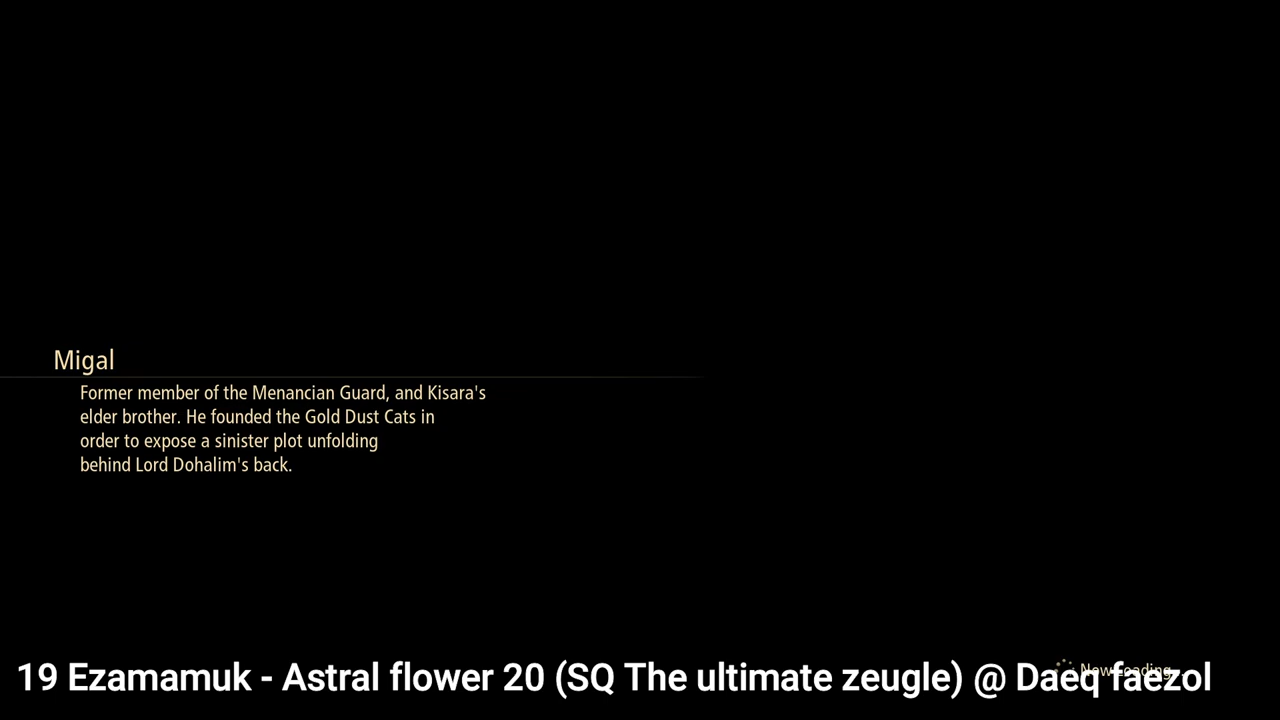 Migal
Former member of the Menancian Guard, and Kisara's
elder brother. He founded the Gold Dust Cats in
order to expose a sinister plot unfolding
behind Lord Dohalim's back.
Now Loading...
19 Ezamamuk - Astral flower 20 (SQ The ultimate zeugle) @ Daeq faezol